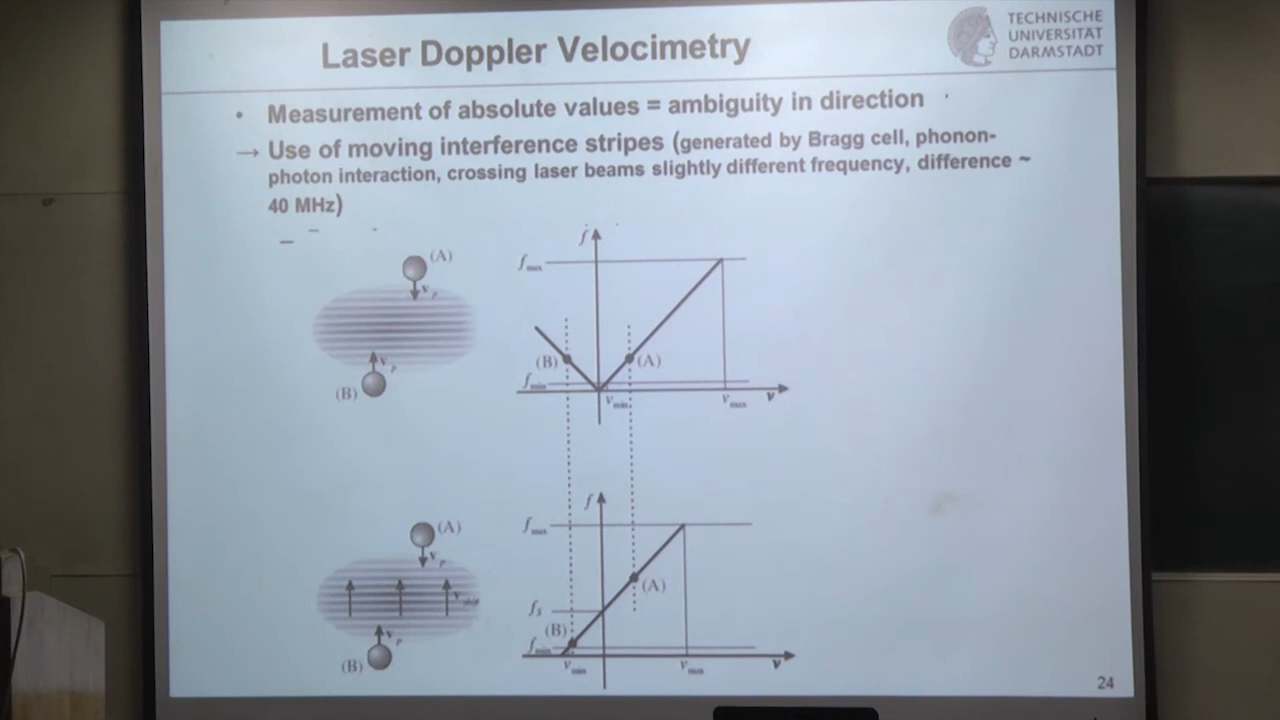 Laser Doppler Velocimetry
TECHNISCHE
UNIVERSITÄT
DARMSTADT
• Measurement of absolute values = ambiguity in direction
→ Use of moving interference stripes (generated by Bragg cell, phonon-
photon interaction, crossing laser beams slightly different frequency, difference ~
40 MHz)
(A)
v_p
v_p
(B)
f
f_max
(B)
(A)
f_min
v_min
v_max
v
(A)
v_p
v_p
(B)
f
f_max
(A)
f_s
(B)
f_min
v_min
v_max
v
24